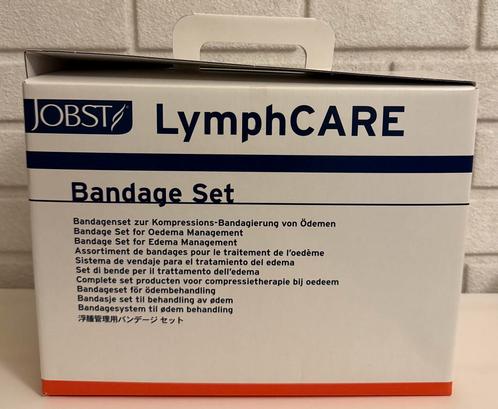 JOBST
LymphCARE
Bandage Set
Bandagenset zur Kompressions-Bandagierung von Ödemen
Bandage Set for Oedema Management
Bandage Set for Edema Management
Assortiment de bandages pour le traitement de l'oedème
Sistema de vendaje para el tratamiento del edema
Set di bende per il trattamento dell'edema
Complete set producten voor compressietherapie bij oedeem
Bandageset för ödembehandling
Bandasje set til behandling av ødem
Bandagesystem til ødem behandling
浮腫管理用バンデージ セット